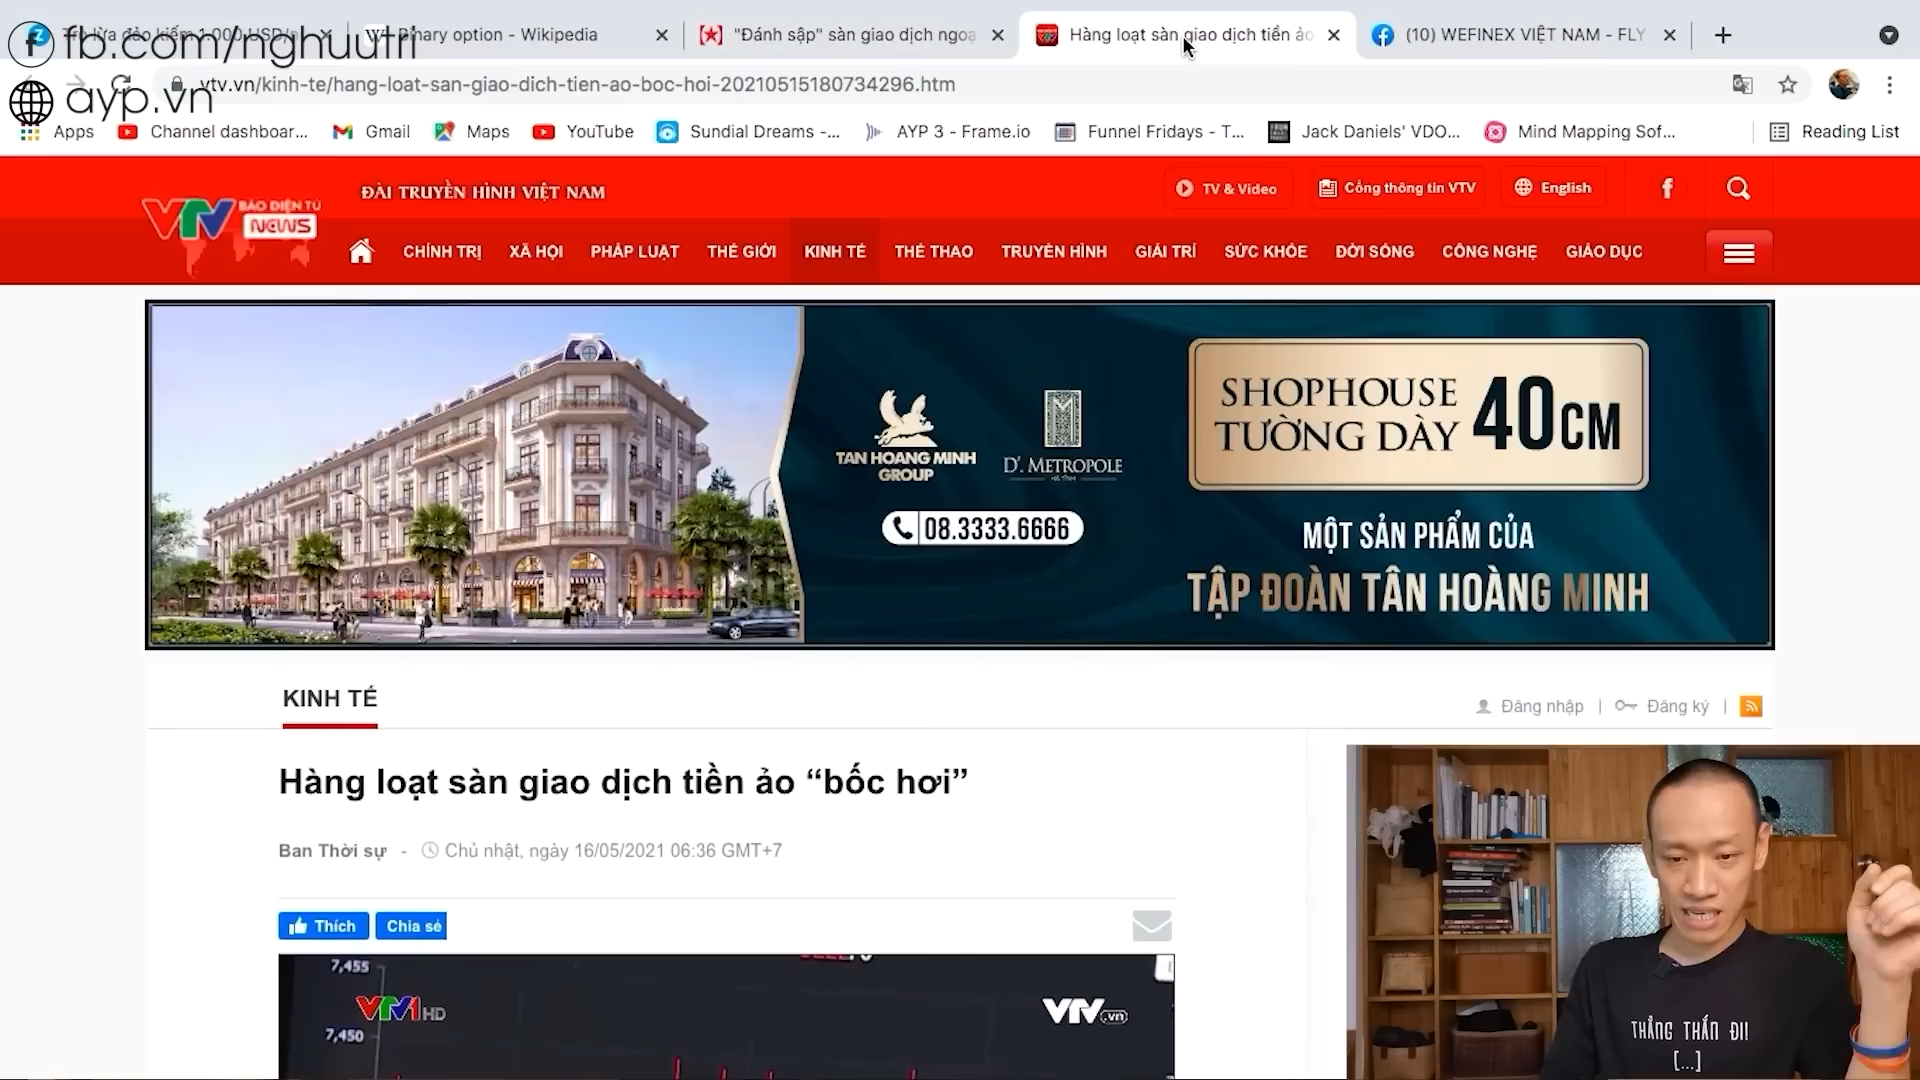 fb.com/nghuutri
ayp.vn
Binary option - Wikipedia
"Đánh sập" sàn giao dịch ngoạ
Hàng loạt sàn giao dịch tiền ảo
(10) WEFINEX VIỆT NAM - FLY
vtv.vn/kinh-te/hang-loat-san-giao-dich-tien-ao-boc-hoi-20210515180734296.htm
Apps
Channel dashboar...
Gmail
Maps
YouTube
Sundial Dreams -...
AYP 3 - Frame.io
Funnel Fridays - T...
Jack Daniels' VDO...
Mind Mapping Sof...
Reading List
VTV BÁO ĐIỆN TỬ
NEWS
ĐÀI TRUYỀN HÌNH VIỆT NAM
TV & Video
Cổng thông tin VTV
English
CHÍNH TRỊ
XÃ HỘI
PHÁP LUẬT
THẾ GIỚI
KINH TẾ
THỂ THAO
TRUYỀN HÌNH
GIẢI TRÍ
SỨC KHỎE
ĐỜI SỐNG
CÔNG NGHỆ
GIÁO DỤC
TAN HOANG MINH
GROUP
D'. METROPOLE
HÀ TĨNH
08.3333.6666
SHOPHOUSE
TƯỜNG DÀY 40CM
MỘT SẢN PHẨM CỦA
TẬP ĐOÀN TÂN HOÀNG MINH
KINH TẾ
Đăng nhập
Đăng ký
Hàng loạt sàn giao dịch tiền ảo “bốc hơi”
Ban Thời sự - Chủ nhật, ngày 16/05/2021 06:36 GMT+7
Thích
Chia sẻ
7,455
VTV1 HD
VTV.vn
7,450
THẲNG THẮN ĐI!
[...]